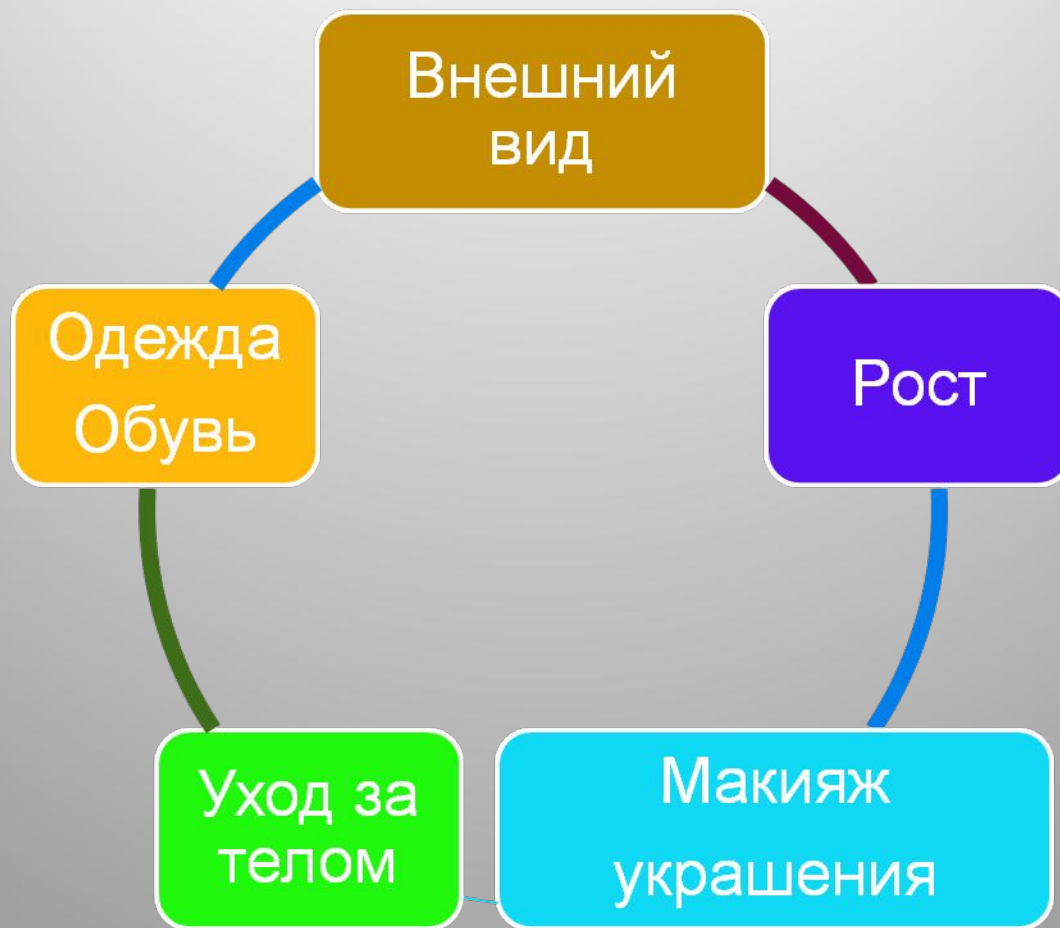 Внешний
вид
Одежда
Обувь
Рост
Уход за
телом
Макияж
украшения